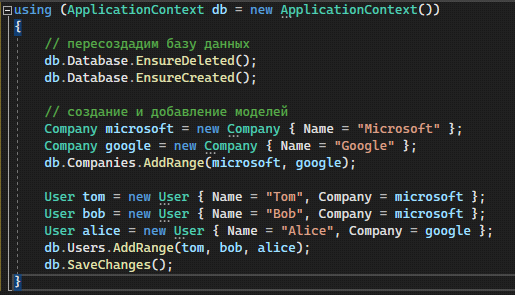 using (ApplicationContext db = new ApplicationContext())
{
// пересоздадим базу данных
db.Database.EnsureDeleted();
db.Database.EnsureCreated();
// создание и добавление моделей
Company microsoft = new Company { Name = "Microsoft" };
Company google = new Company { Name = "Google" };
db.Companies.AddRange(microsoft, google);
User tom = new User { Name = "Tom", Company = microsoft };
User bob = new User { Name = "Bob", Company = microsoft };
User alice = new User { Name = "Alice", Company = google };
db.Users.AddRange(tom, bob, alice);
db.SaveChanges();
}